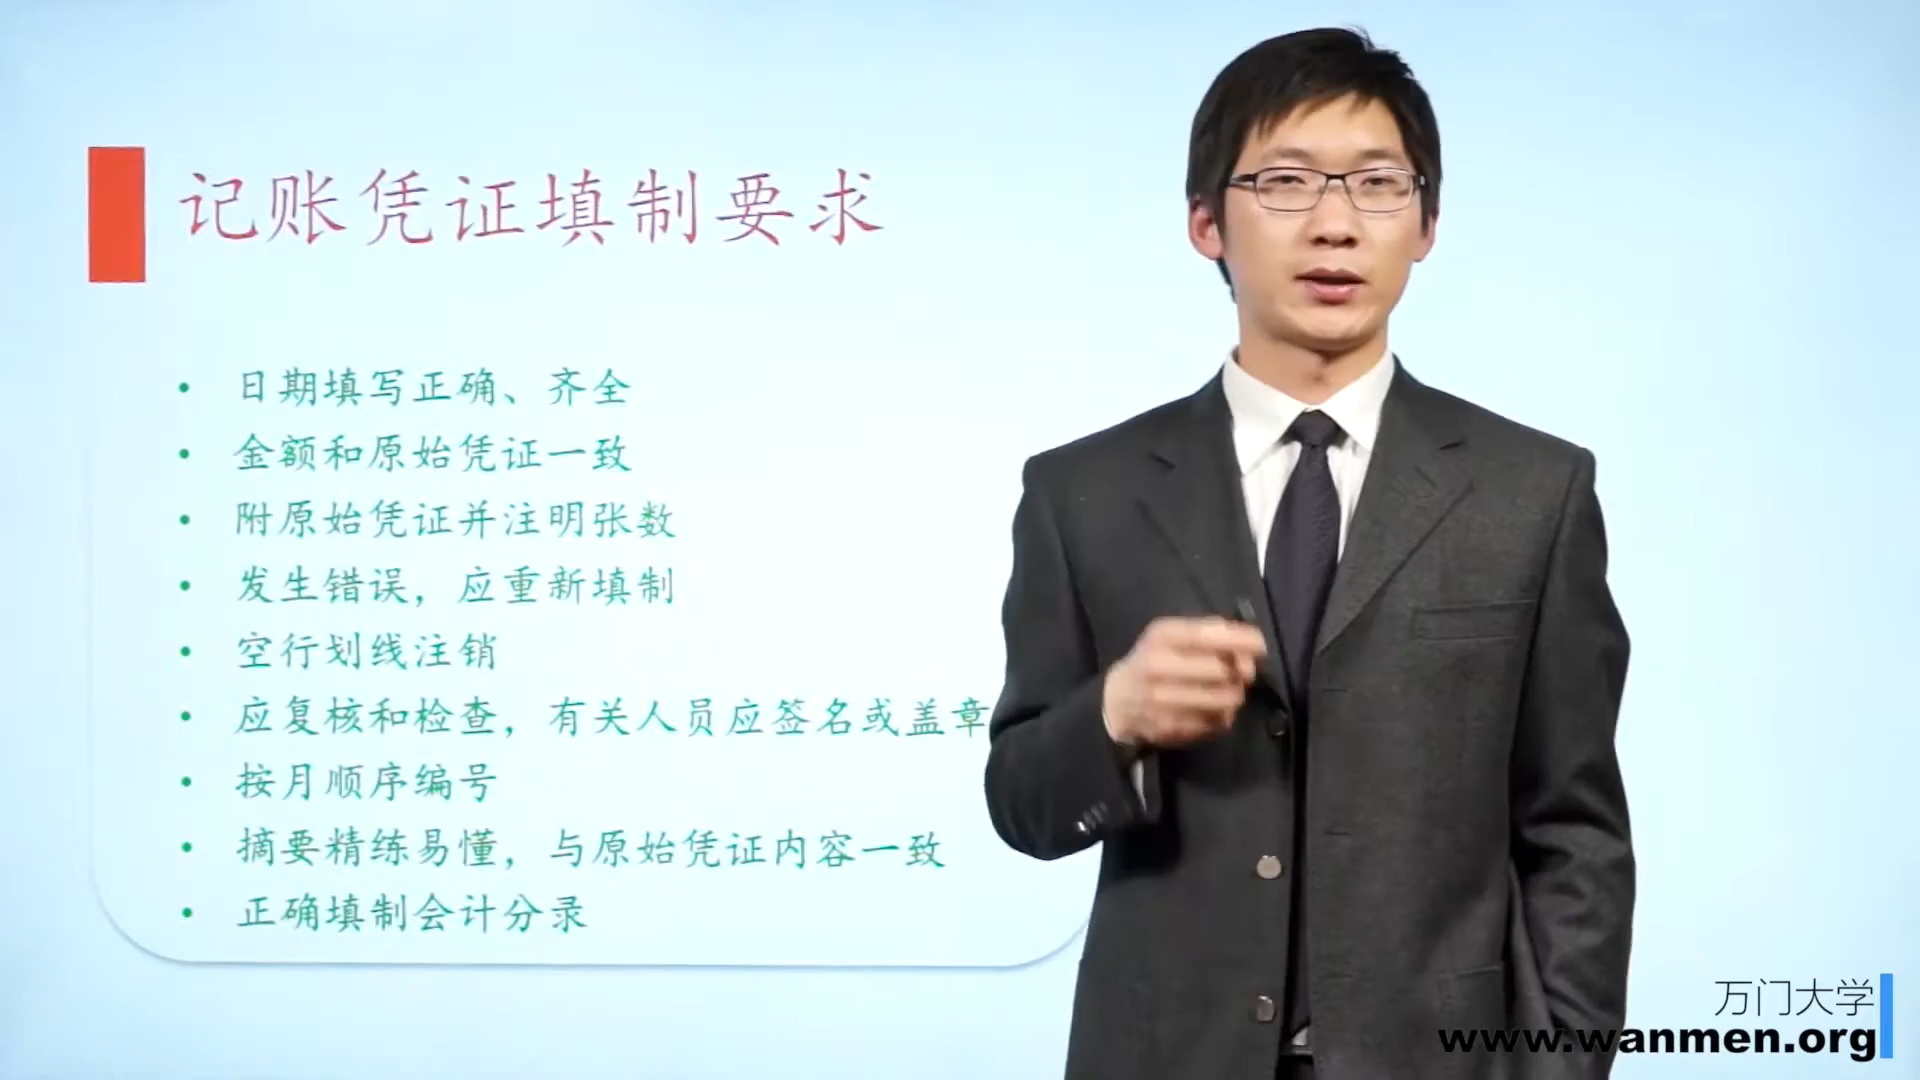 记账凭证填制要求
• 日期填写正确、齐全
• 金额和原始凭证一致
• 附原始凭证并注明张数
• 发生错误，应重新填制
• 空行划线注销
• 应复核和检查，有关人员应签名或盖章
• 按月顺序编号
• 摘要精练易懂，与原始凭证内容一致
• 正确填制会计分录
万门大学
www.wanmen.org